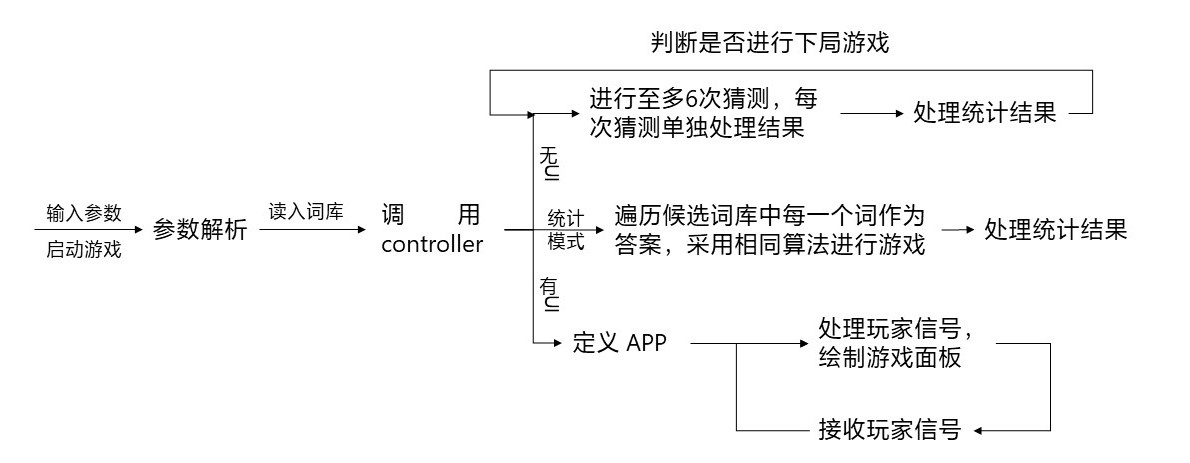 判断是否进行下局游戏
进行至多6次猜测，每
次猜测单独处理结果
处理统计结果
无UI
输入参数
启动游戏
参数解析
读入词库
调用
controller
统计
模式
遍历候选词库中每一个词作为
答案，采用相同算法进行游戏
处理统计结果
有UI
定义 APP
处理玩家信号，
绘制游戏面板
接收玩家信号